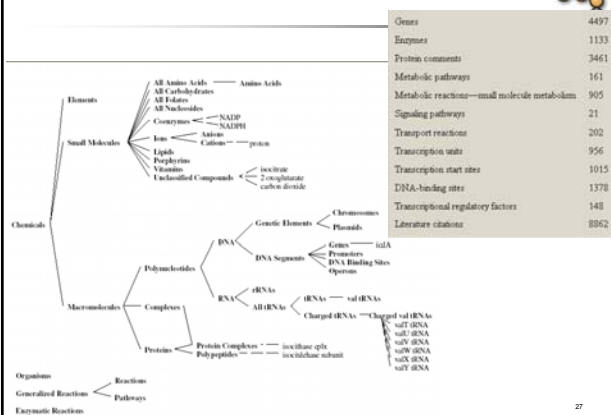 Genes 4497
Enzymes 1133
Protein comments 3461
Metabolic pathways 161
Metabolic reactions—small molecule metabolism 905
Signaling pathways 21
Transport reactions 202
Transcription units 956
Transcription start sites 1015
DNA-binding sites 1378
Transcriptional regulatory factors 148
Literature citations 8862
Chemicals
Elements
Small Molecules
All Amino Acids Amino Acids
All Carbohydrates
All Folates
All Nucleosides
Coenzymes
NADP
NADPH
Ions
Anions
Cations proton
Lipids
Porphyrins
Vitamins
Unclassified Compounds
isocitrate
2 oxoglutarate
carbon dioxide
Macromolecules
Polynucleotides
DNA
Genetic Elements
Chromosomes
Plasmids
DNA Segments
Genes
Promoters
DNA Binding Sites
Operons
RNA
rRNAs
All tRNAs
tRNAs val tRNAs
Charged tRNAs Charged val tRNAs
valT tRNA
valU tRNA
valV tRNA
valW tRNA
valX tRNA
valY tRNA
Complexes
Proteins
Protein Complexes
Polypeptides
Organisms
Generalized Reactions
Reactions
Pathways
Enzymatic Reactions
27